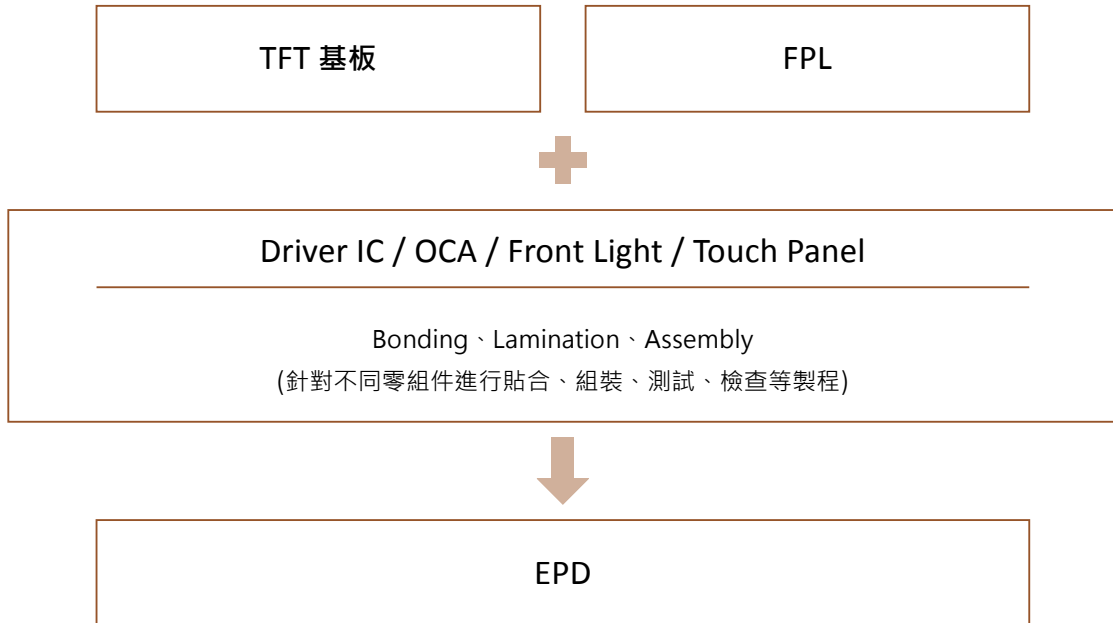 TFT 基板
FPL
Driver IC / OCA / Front Light / Touch Panel
Bonding、Lamination、Assembly
(針對不同零組件進行貼合、組裝、測試、檢查等製程)
EPD